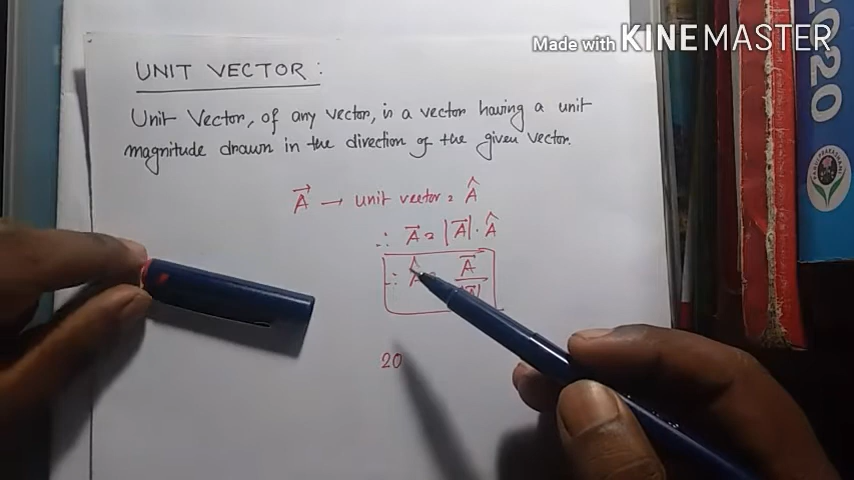 Made with KINEMASTER
UNIT VECTOR :
Unit Vector, of any vector, is a vector having a unit
magnitude drawn in the direction of the given vector.
A⃗ → unit vector = Â
∴ A⃗ = |A⃗| . Â
∴ Â = A⃗ / |A⃗|
20
2020